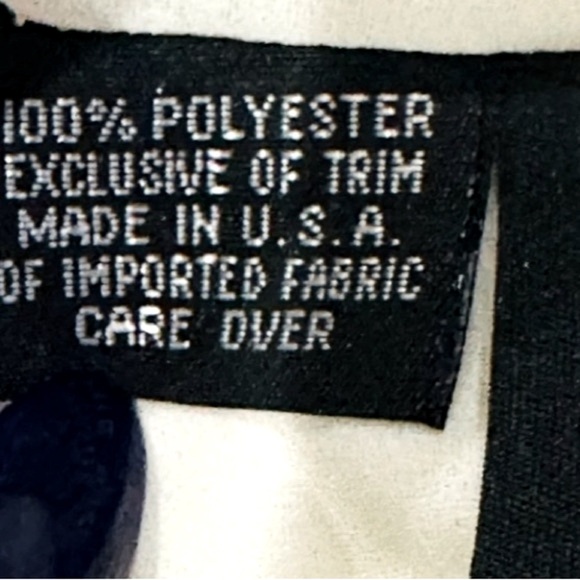 100% POLYESTER
EXCLUSIVE OF TRIM
MADE IN U.S.A.
OF IMPORTED FABRIC
CARE OVER